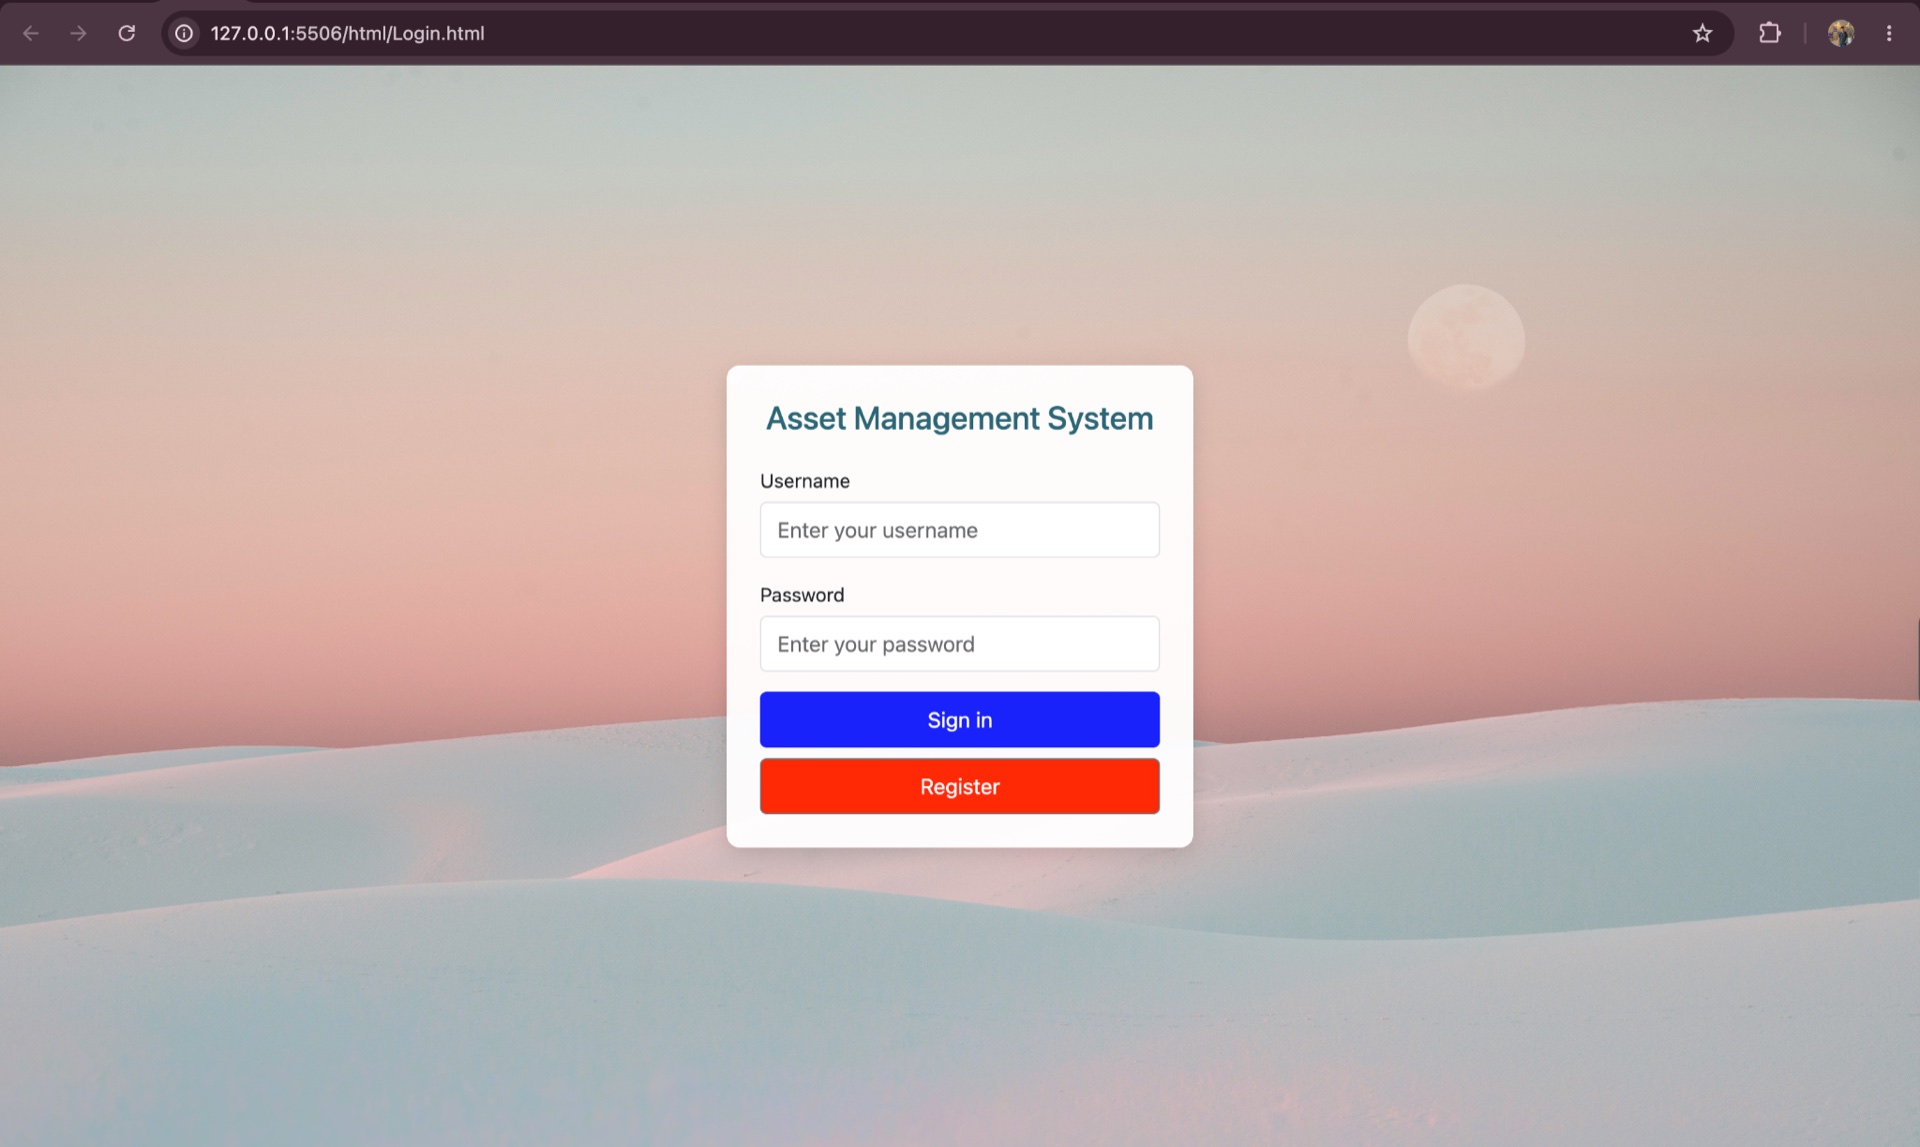 127.0.0.1:5506/html/Login.html
Asset Management System
Username
Enter your username
Password
Enter your password
Sign in
Register